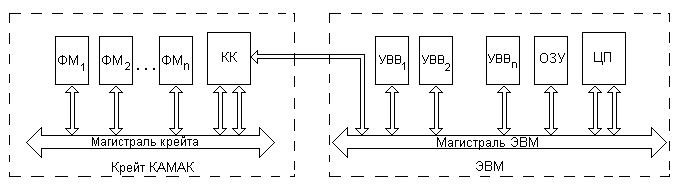 ФМ1 ФМ2 ... ФМn КК УВВ1 УВВ2 УВВn ОЗУ ЦП
Магистраль крейта Магистраль ЭВМ
Крейт КАМАК ЭВМ